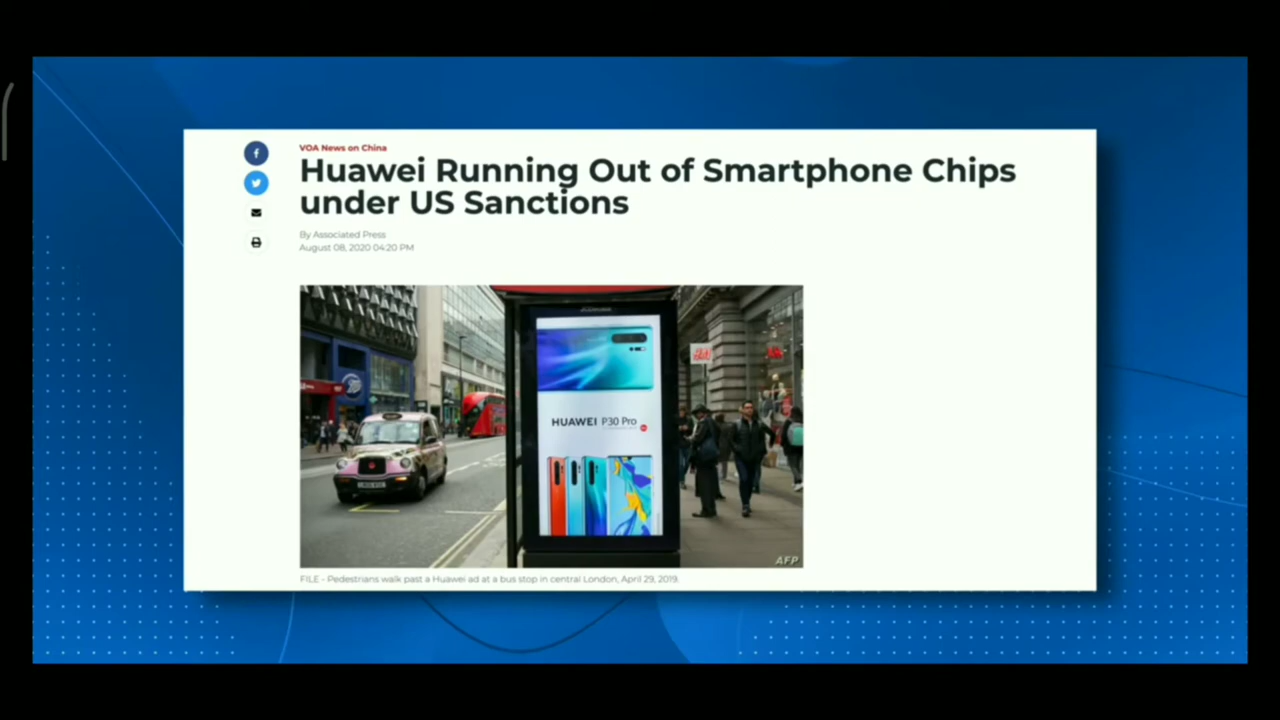 VOA News on China
Huawei Running Out of Smartphone Chips
under US Sanctions
By Associated Press
August 08, 2020 04:20 PM
HUAWEI P30 Pro
H&M
AFP
FILE - Pedestrians walk past a Huawei ad at a bus stop in central London, April 29, 2019.